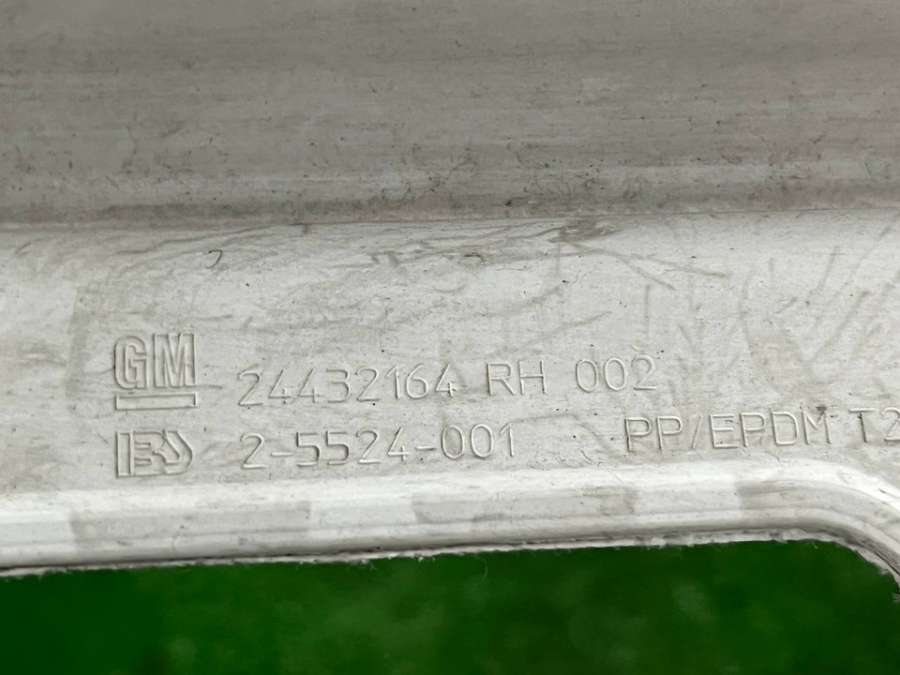 GM 24432164 RH 002
2-5524-001 PP/EPDM T2